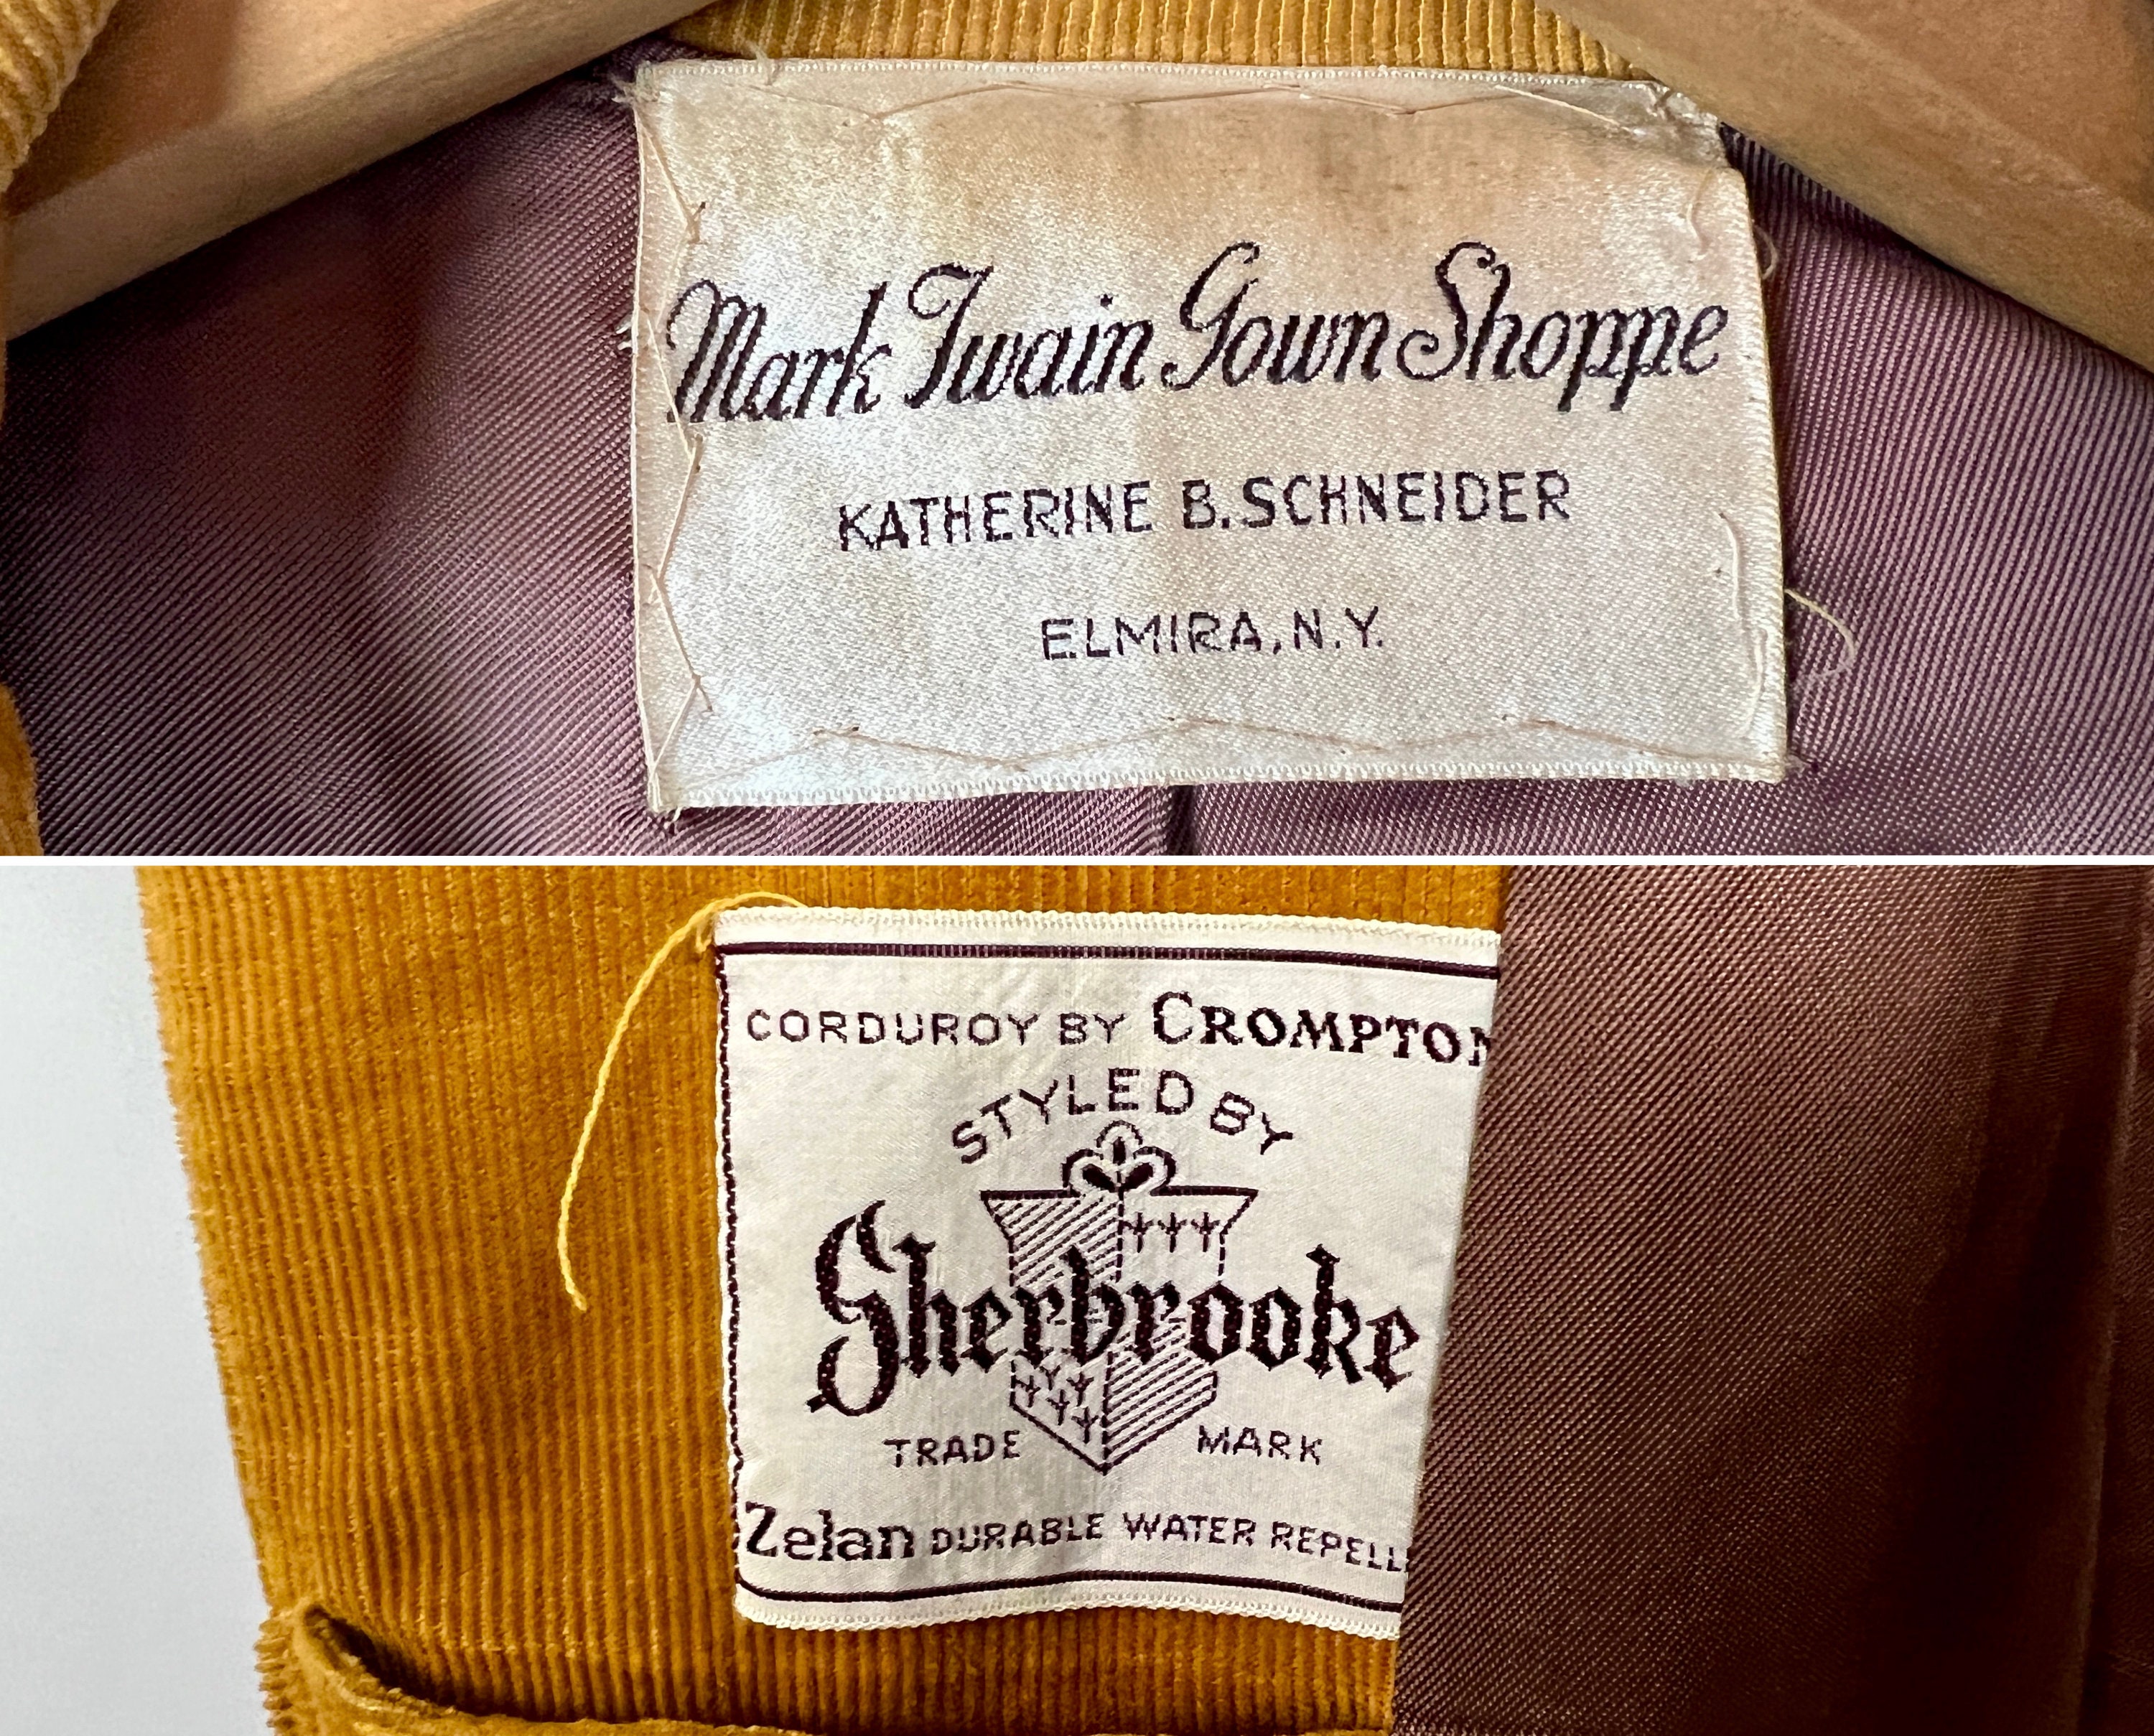 Mark Twain Gown Shoppe
KATHERINE B. SCHNEIDER
ELMIRA, N.Y.
CORDUROY BY CROMPTON
STYLED BY
Sherbrooke
TRADE MARK
Zelan DURABLE WATER REPELL